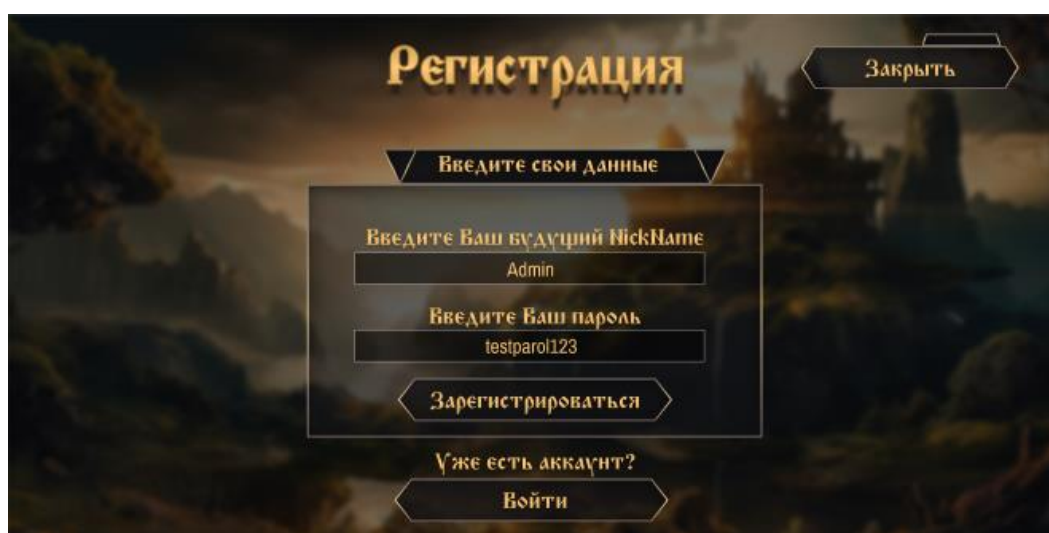 Регистрация
Закрыть
Введите свои данные
Введите Ваш будущий NickName
Admin
Введите Ваш пароль
testparol123
Зарегистрироваться
Уже есть аккаунт?
Войти